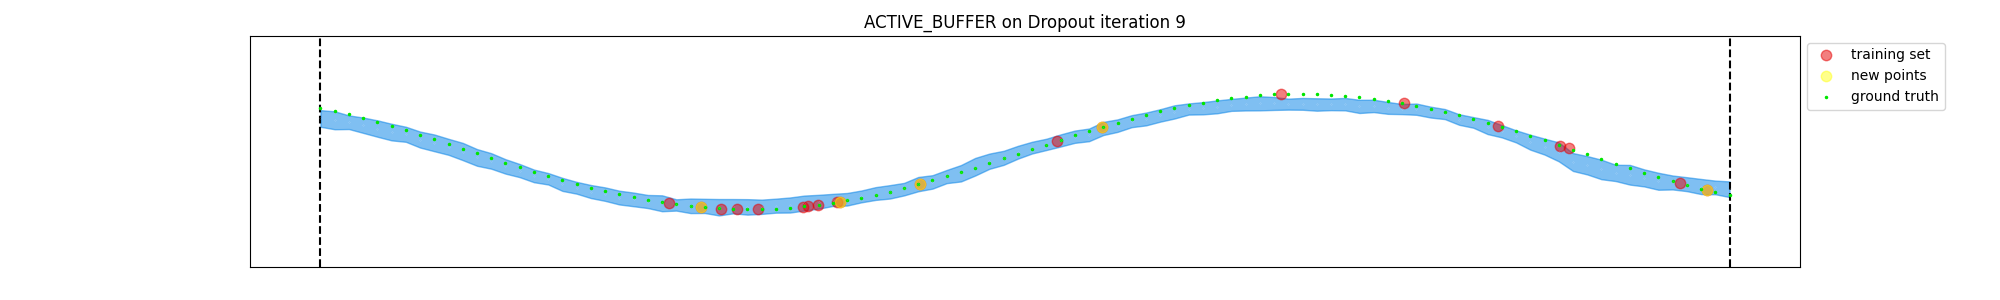 ACTIVE_BUFFER on Dropout iteration 9
training set
new points
ground truth